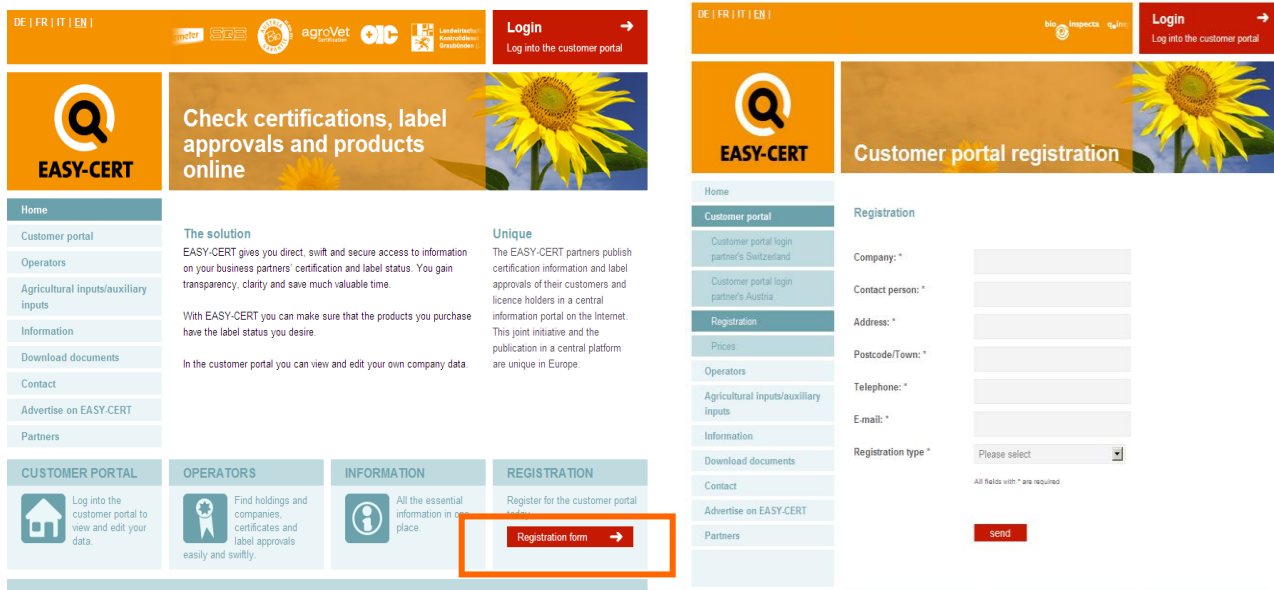 DE | FR | IT | EN |
demeter SGS
AUSTRIA Bio GARANTIE
agroVet
Certification
OIC
Login
Log into the customer portal
EASY-CERT
Check certifications, label
approvals and products
online
Home
Customer portal
Operators
Agricultural inputs/auxiliary
inputs
Information
Download documents
Contact
Advertise on EASY-CERT
Partners
The solution
EASY-CERT gives you direct, swift and secure access to information
on your business partners' certification and label status. You gain
transparency, clarity and save much valuable time.
With EASY-CERT you can make sure that the products you purchase
have the label status you desire.
In the customer portal you can view and edit your own company data.
Unique
The EASY-CERT partners publish
certification information and label
approvals of their customers and
licence holders in a central
information portal on the Internet.
This joint initiative and the
publication in a central platform
are unique in Europe.
CUSTOMER PORTAL
Log into the
customer portal to
view and edit your
data.
OPERATORS
Find holdings and
companies,
certificates and
label approvals
easily and swiftly.
INFORMATION
All the essential
information in one
place.
REGISTRATION
Register for the customer portal
today.
Registration form
DE | FR | IT | EN |
bio inspecta
Login
Log into the customer portal
EASY-CERT
Customer portal registration
Home
Customer portal
Customer portal login
partner's Switzerland
Customer portal login
partner's Austria
Registration
Prices
Operators
Agricultural inputs/auxiliary
inputs
Information
Download documents
Contact
Advertise on EASY-CERT
Partners
Registration
Company: *
Contact person: *
Address: *
Postcode/Town: *
Telephone: *
E-mail: *
Registration type * Please select
All fields with * are required
send